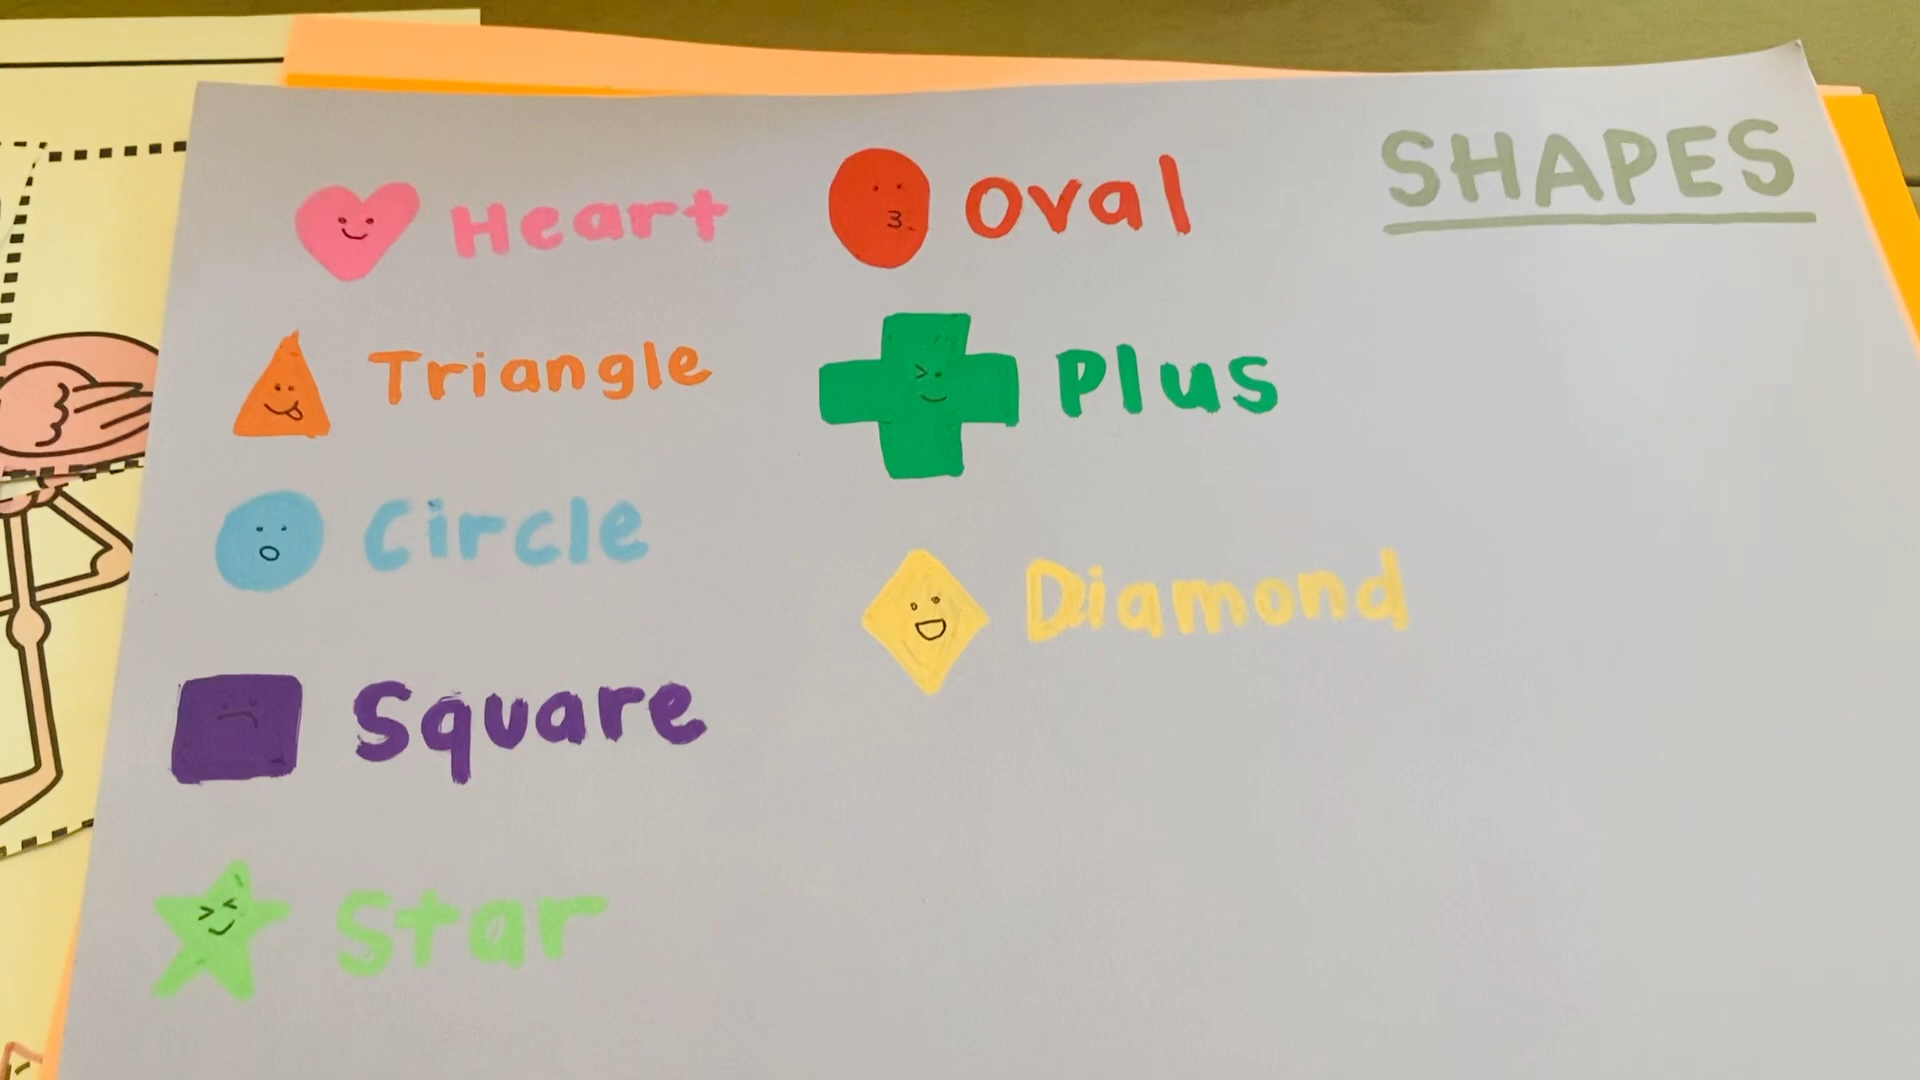 SHAPES
Heart
Triangle
Circle
Square
Star
Oval
Plus
Diamond